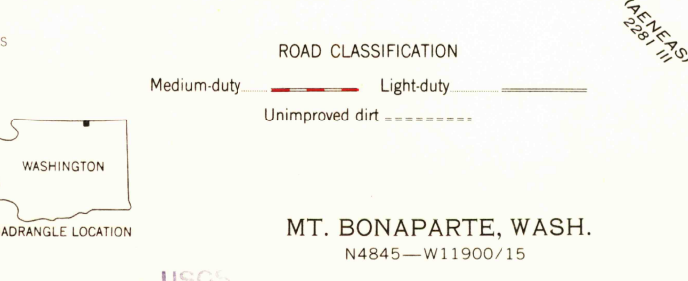 S
(AENEAS)
2281 III
ROAD CLASSIFICATION
Medium-duty Light-duty
Unimproved dirt
WASHINGTON
ADRANGLE LOCATION
MT. BONAPARTE, WASH.
N4845—W11900/15
USGS